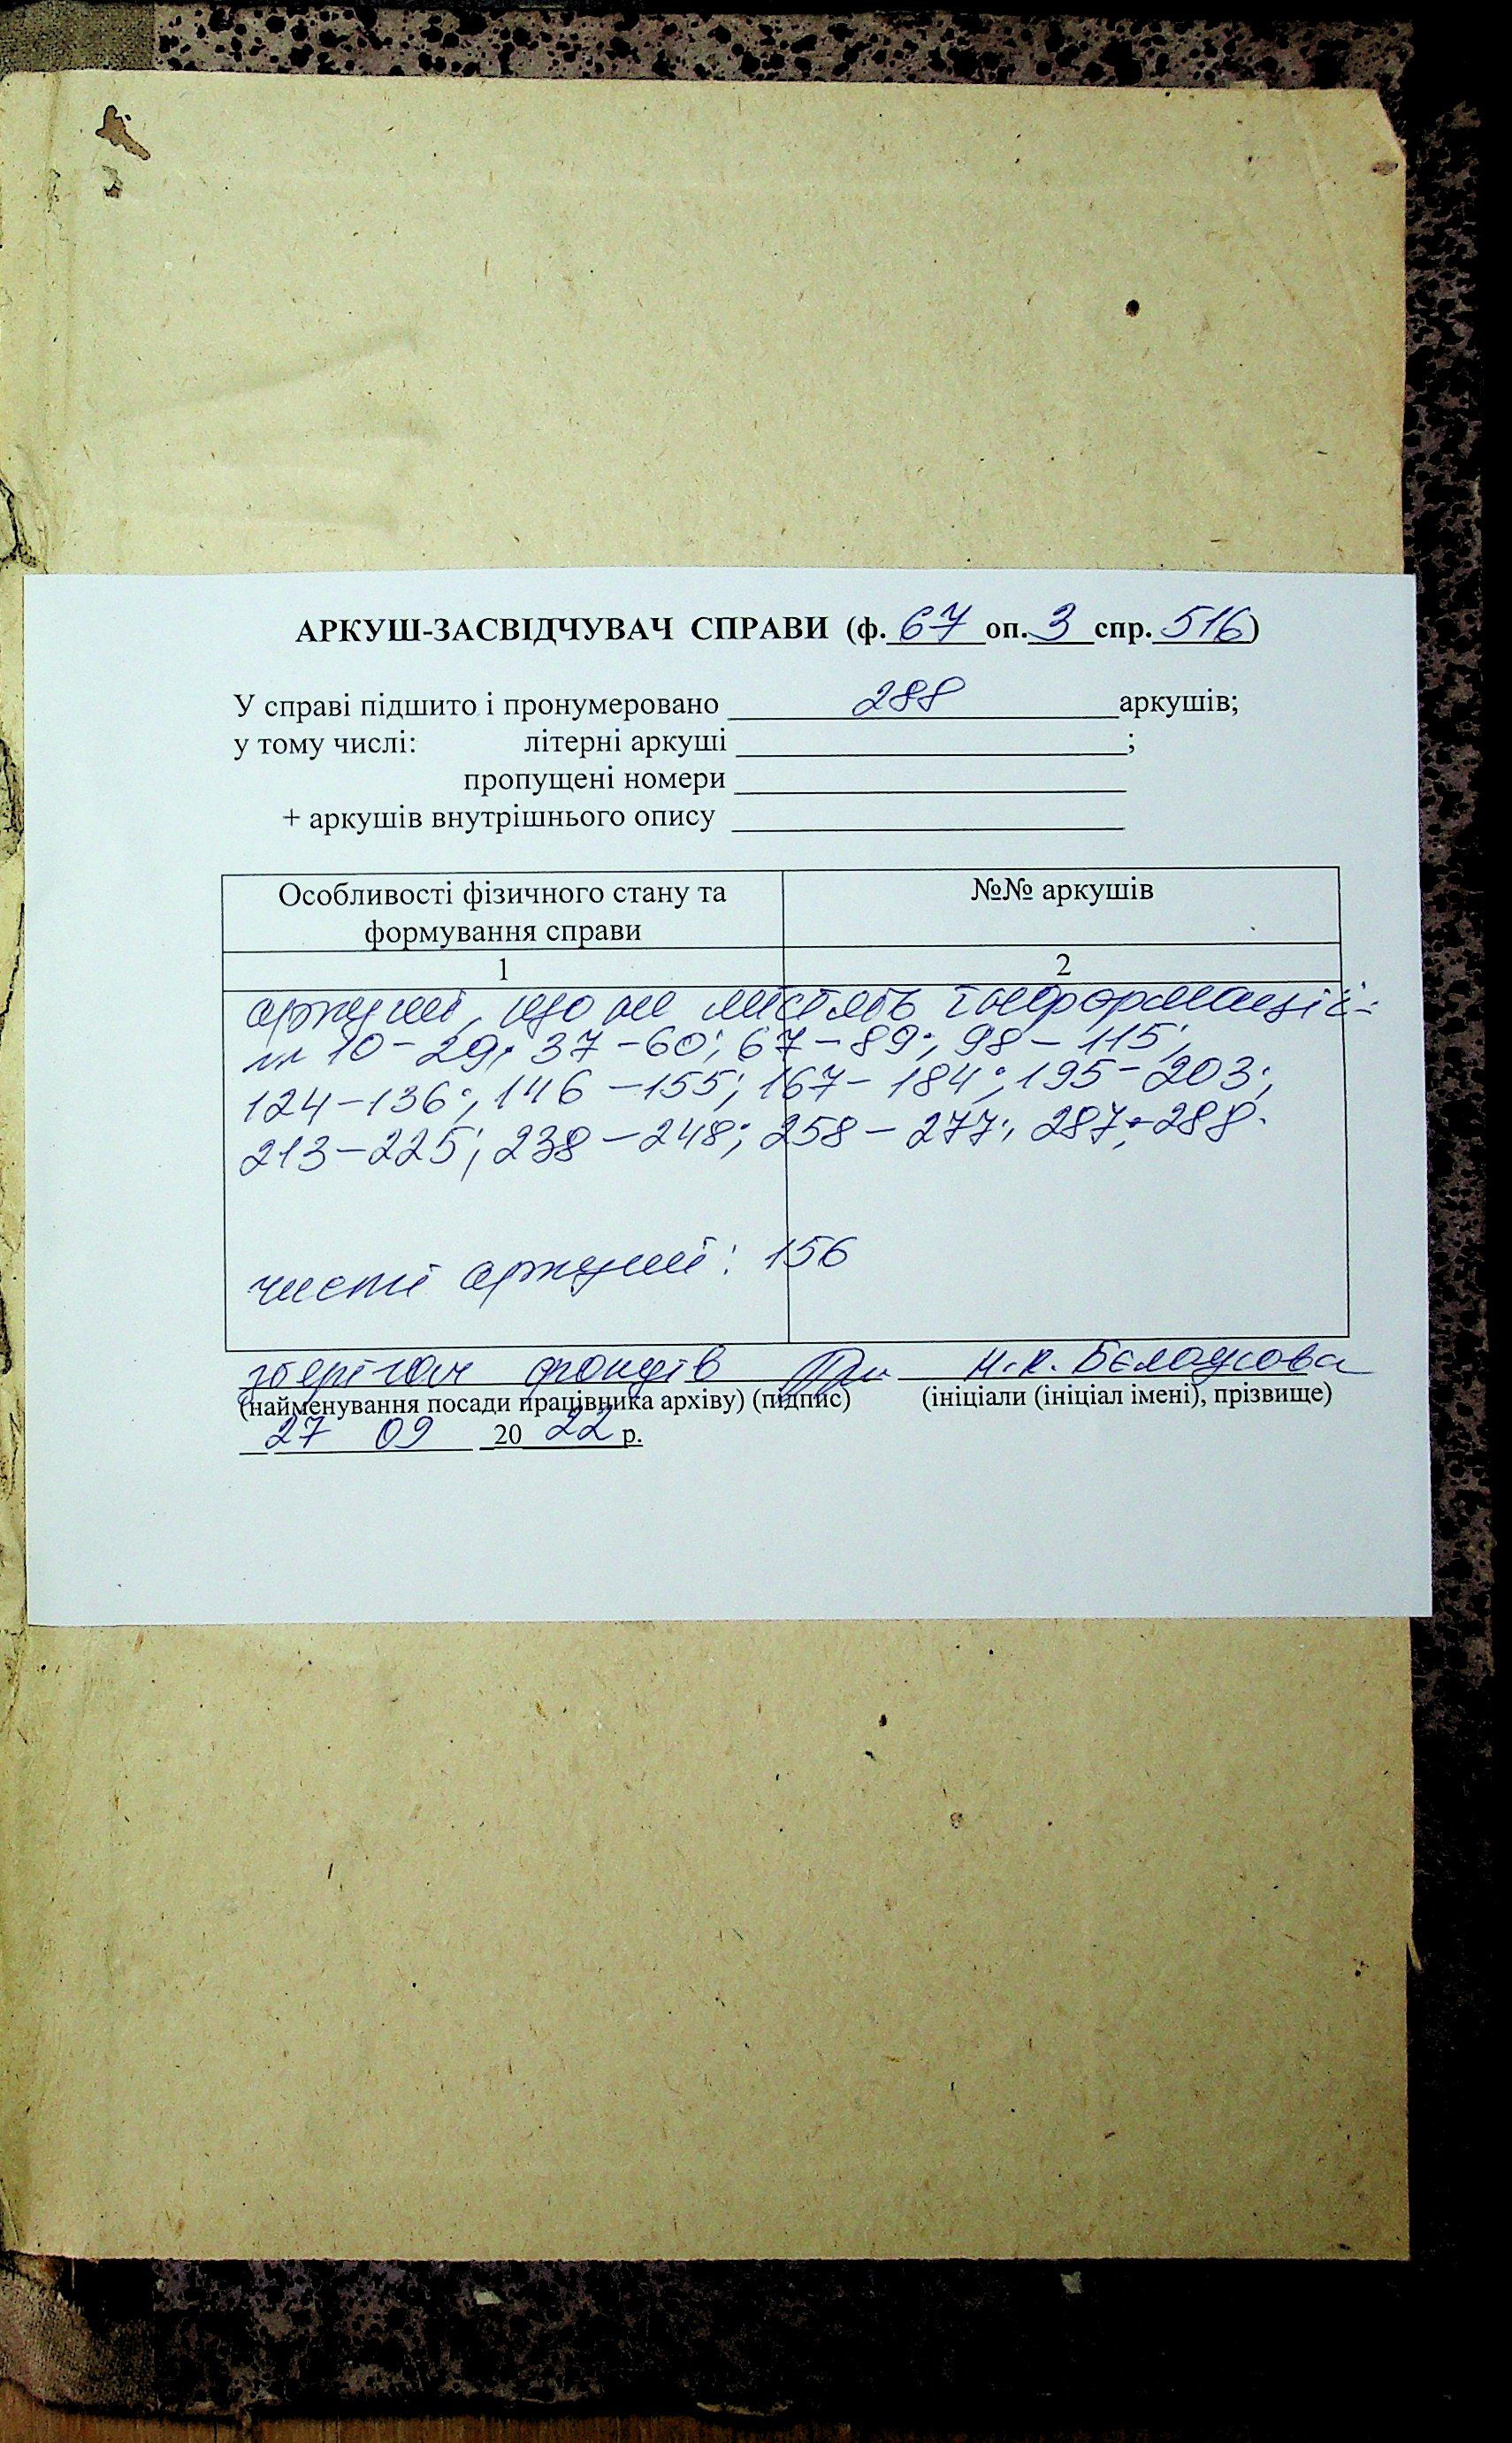 АРКУШ-ЗАСВІДЧУВАЧ СПРАВИ (ф. 67 оп. 3 спр. 516)
У справі підшито і пронумеровано 288 аркушів;
у тому числі: літерні аркуші ;
пропущені номери
+ аркушів внутрішнього опису
Особливості фізичного стану та формування справи
№№ аркушів
1 2
аркуші, що не містять інформації:
10-29; 37-60; 67-89; 98-115;
124-136; 146-155; 167-184; 195-203;
213-225; 238-248; 258-277; 287-288.
чисті аркуші: 156
зберігач фондів Н.К. Бєлоусова
(найменування посади працівника архіву) (підпис) (ініціали (ініціал імені), прізвище)
27 09 2022 р.